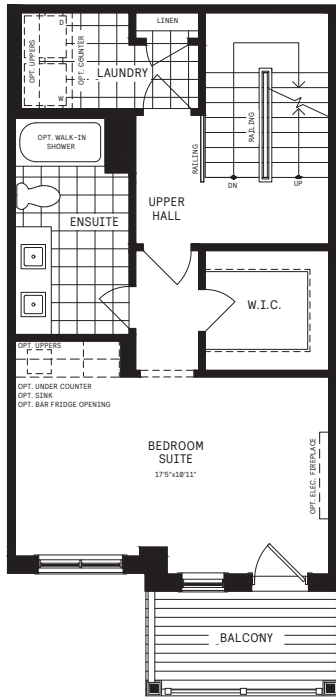 LINEN
D
OPT. UPPERS
OPT. COUNTER
LAUNDRY
W
RAILING
RAILING
OPT. WALK-IN
SHOWER
DN
UP
UPPER
HALL
ENSUITE
W.I.C.
OPT. UPPERS
OPT. UNDER COUNTER
OPT. SINK
OPT. BAR FRIDGE OPENING
BEDROOM
SUITE
17'5"x10'11"
OPT. ELEC. FIREPLACE
BALCONY